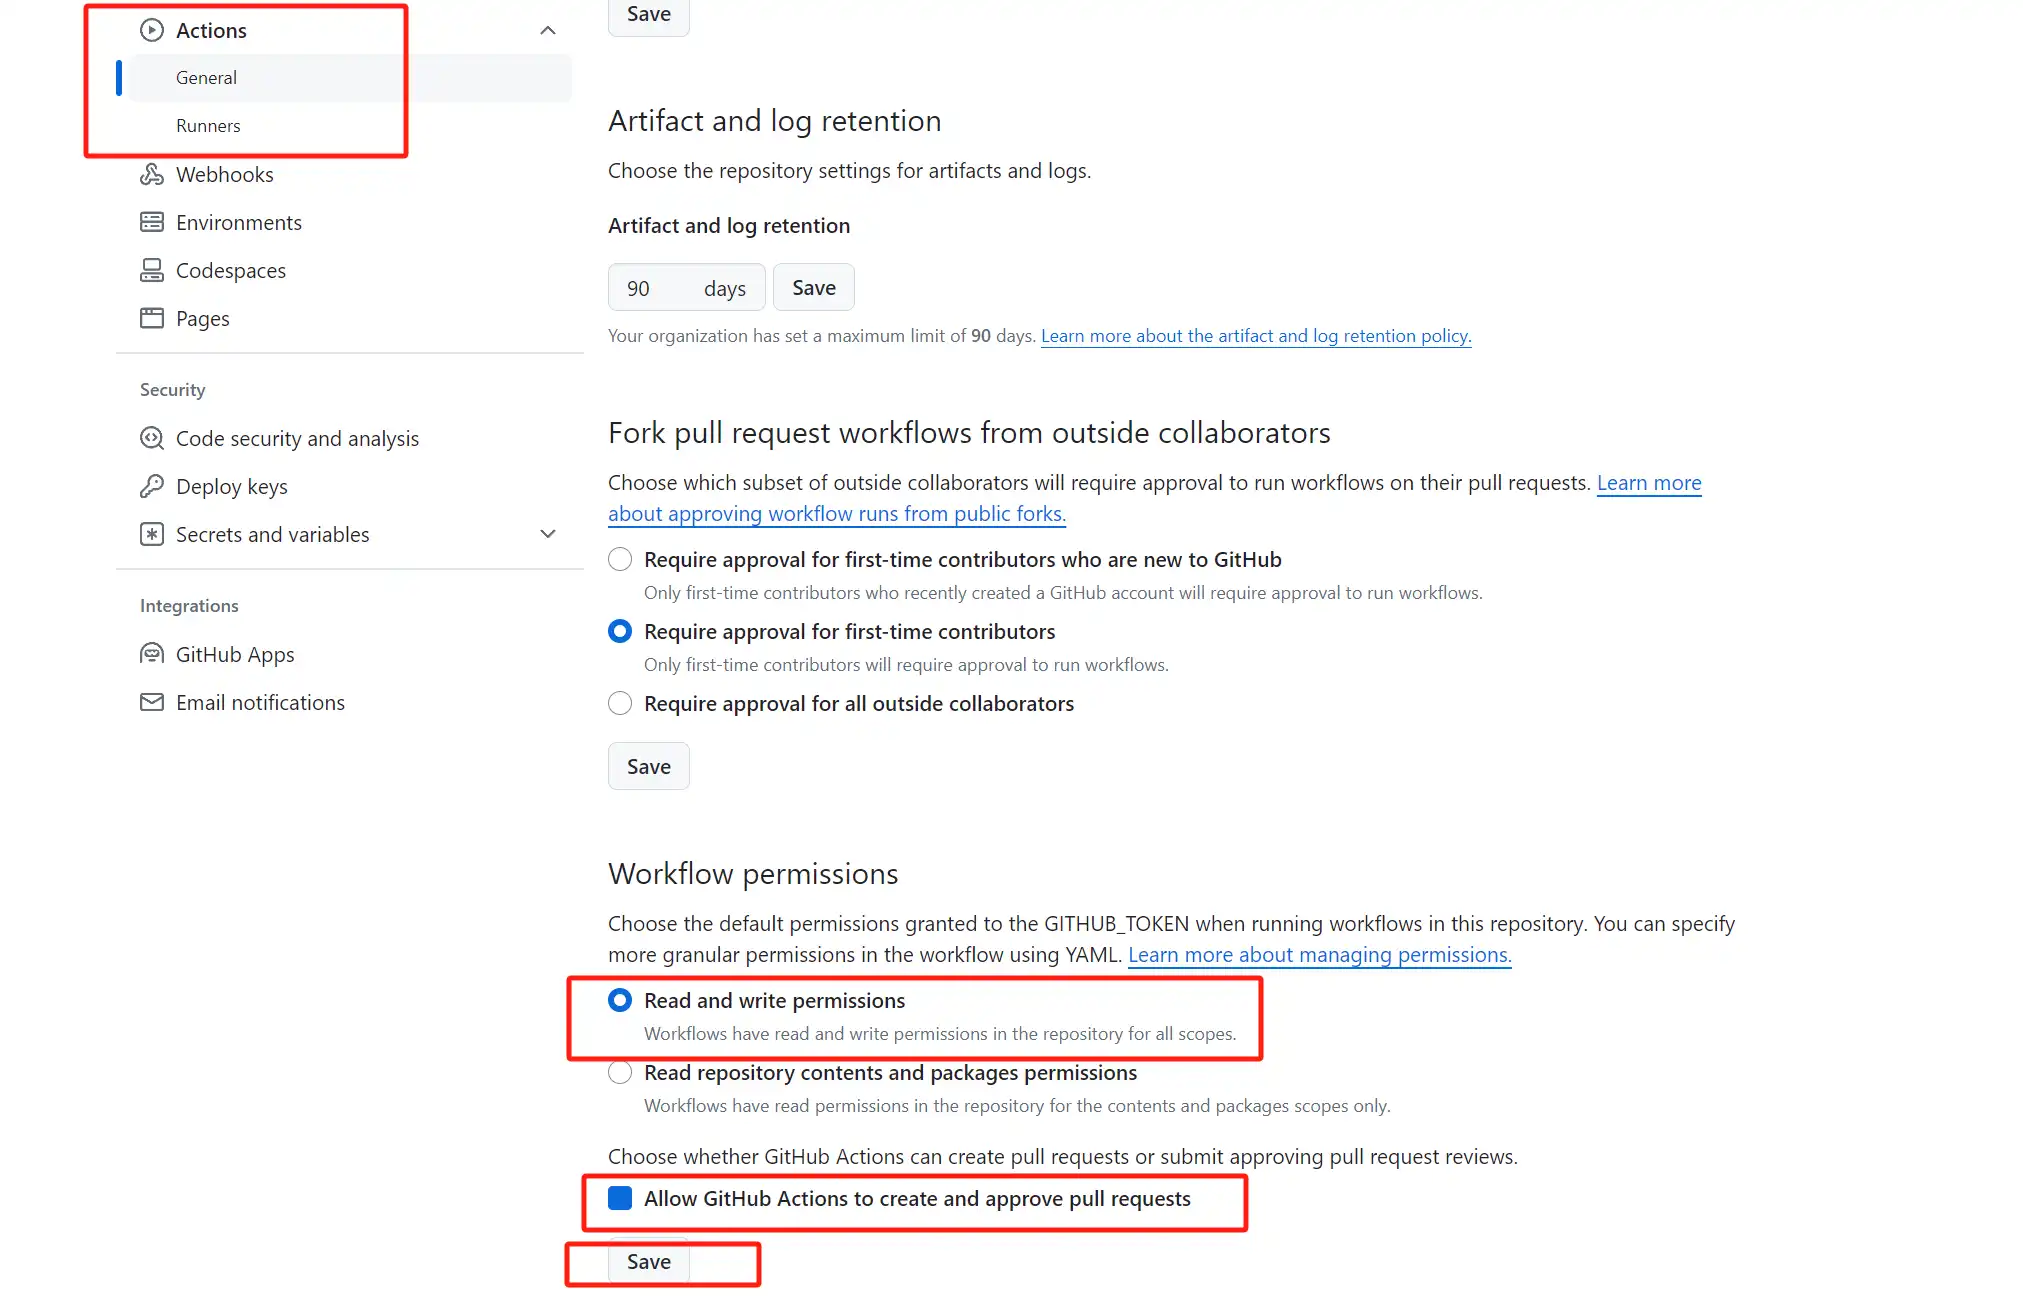 Actions
General
Runners
Webhooks
Environments
Codespaces
Pages
Security
Code security and analysis
Deploy keys
Secrets and variables
Integrations
GitHub Apps
Email notifications
Save
Artifact and log retention
Choose the repository settings for artifacts and logs.
Artifact and log retention
90 days Save
Your organization has set a maximum limit of 90 days. Learn more about the artifact and log retention policy.
Fork pull request workflows from outside collaborators
Choose which subset of outside collaborators will require approval to run workflows on their pull requests. Learn more
about approving workflow runs from public forks.
Require approval for first-time contributors who are new to GitHub
Only first-time contributors who recently created a GitHub account will require approval to run workflows.
Require approval for first-time contributors
Only first-time contributors will require approval to run workflows.
Require approval for all outside collaborators
Save
Workflow permissions
Choose the default permissions granted to the GITHUB_TOKEN when running workflows in this repository. You can specify
more granular permissions in the workflow using YAML. Learn more about managing permissions.
Read and write permissions
Workflows have read and write permissions in the repository for all scopes.
Read repository contents and packages permissions
Workflows have read permissions in the repository for the contents and packages scopes only.
Choose whether GitHub Actions can create pull requests or submit approving pull request reviews.
Allow GitHub Actions to create and approve pull requests
Save